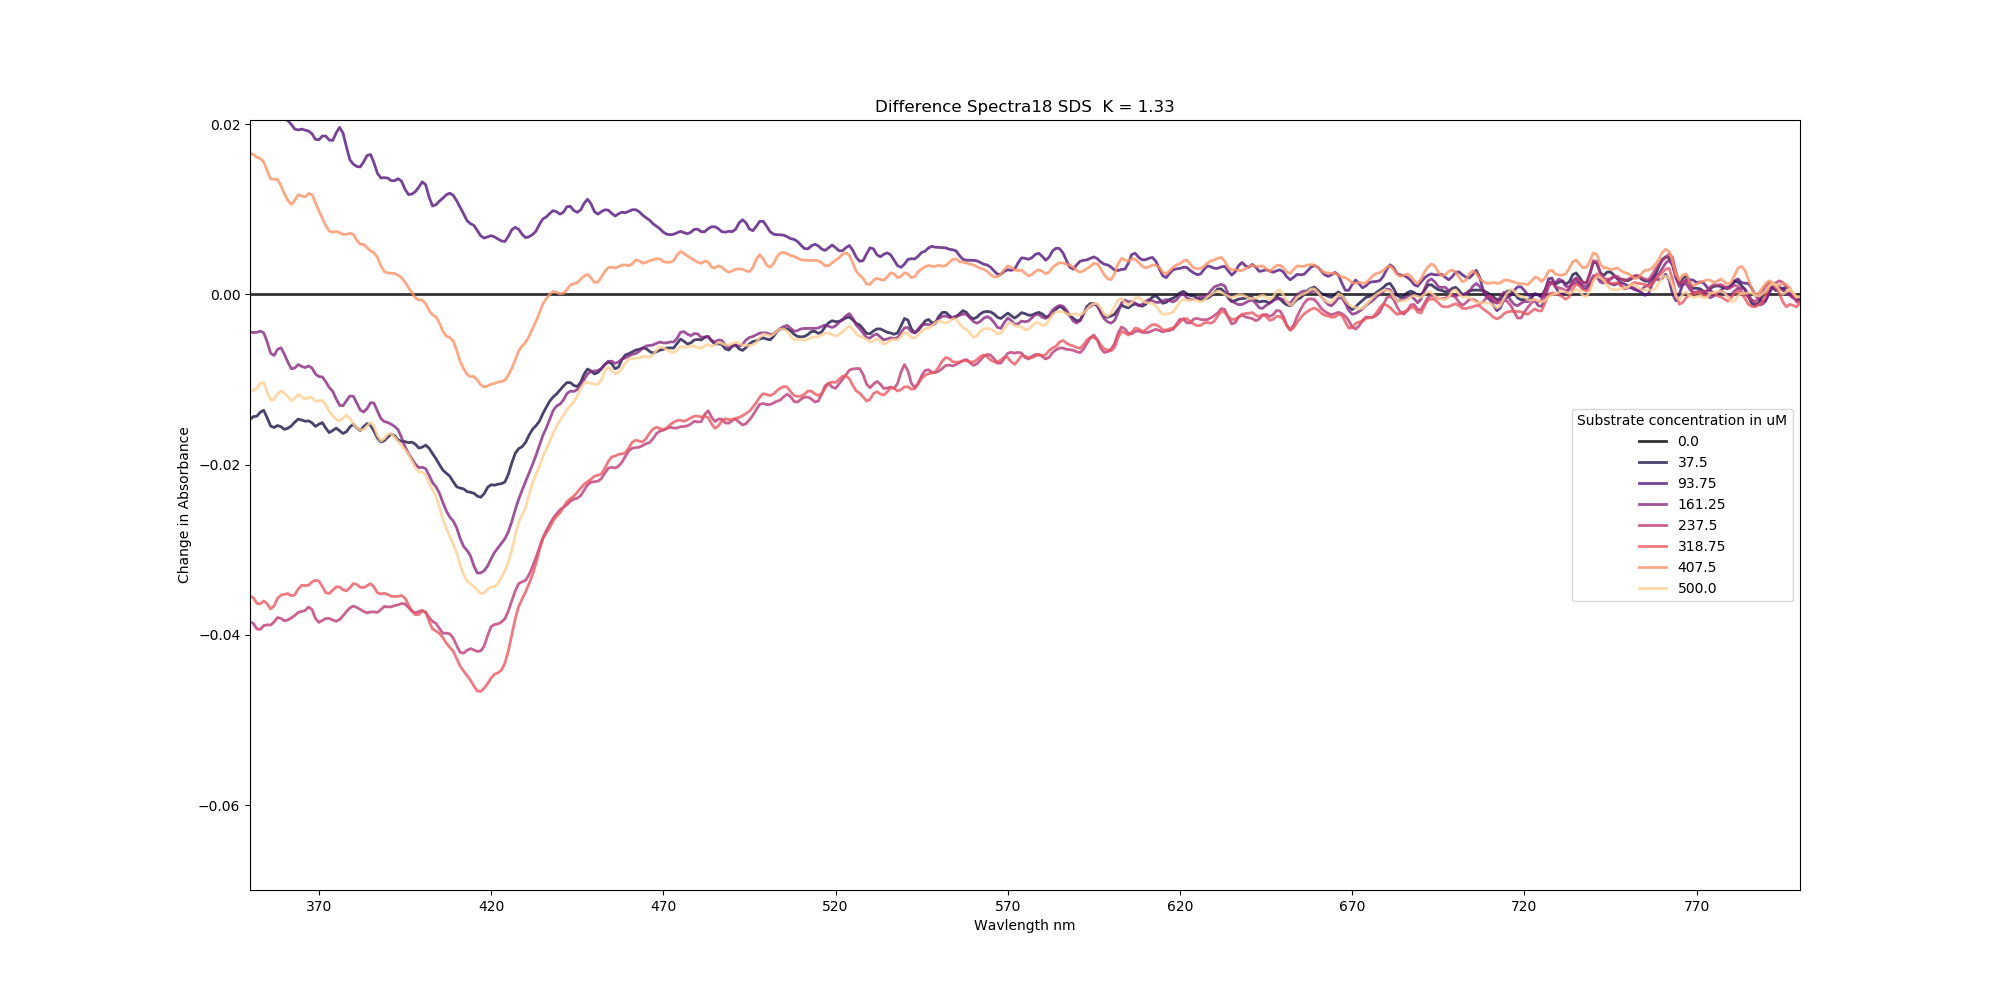 Difference Spectra18 SDS  K = 1.33
0.02
0.00
−0.02
−0.04
−0.06
Change in Absorbance
Substrate concentration in uM
0.0
37.5
93.75
161.25
237.5
318.75
407.5
500.0
370 420 470 520 570 620 670 720 770
Wavlength nm